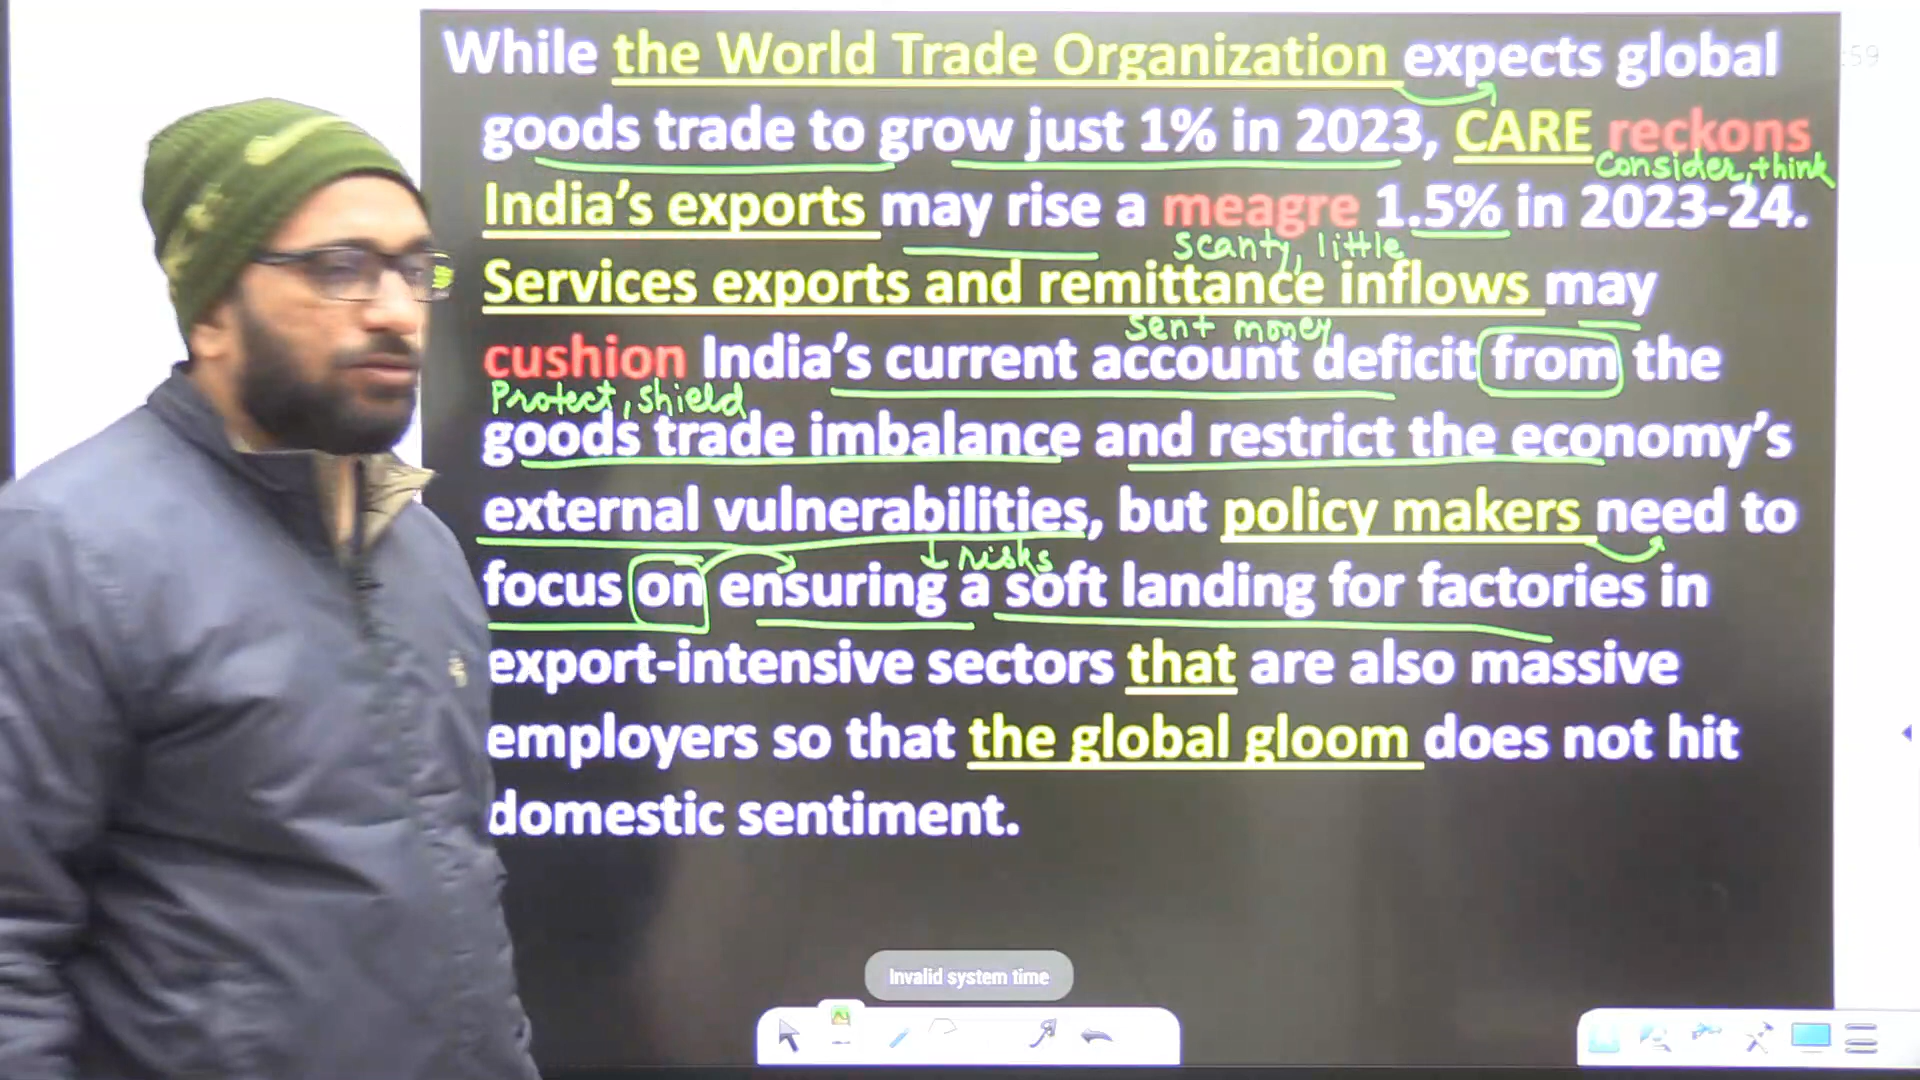 While the World Trade Organization expects global
:59
goods trade to grow just 1% in 2023, CARE reckons
Consider, think
India's exports may rise a meagre 1.5% in 2023-24.
scanty, little
Services exports and remittance inflows may
sent money
cushion India's current account deficit from the
Protect, shield
goods trade imbalance and restrict the economy's
external vulnerabilities, but policy makers need to
↓ risks
focus on ensuring a soft landing for factories in
export-intensive sectors that are also massive
employers so that the global gloom does not hit
domestic sentiment.
Invalid system time